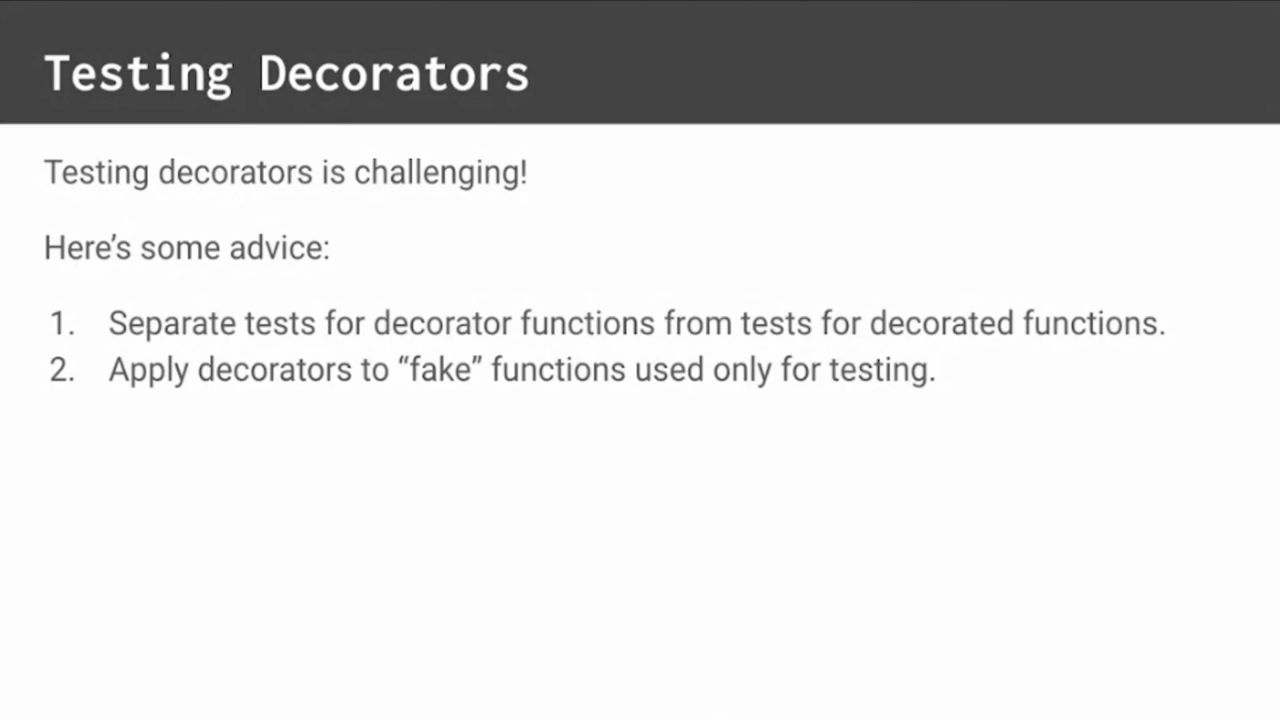 Testing Decorators
Testing decorators is challenging!
Here’s some advice:
1. Separate tests for decorator functions from tests for decorated functions.
2. Apply decorators to “fake” functions used only for testing.